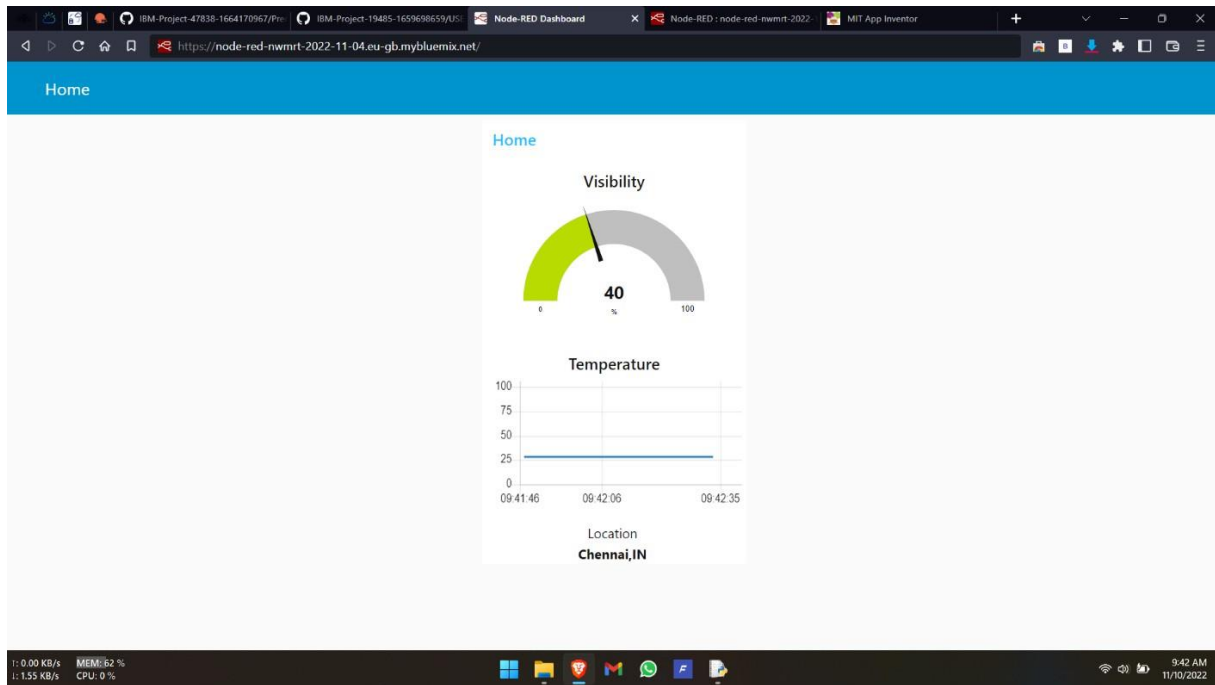 IBM-Project-47838-1664170967/Pre
IBM-Project-19485-1659698659/USE
Node-RED Dashboard
Node-RED : node-red-nwmrt-2022-
MIT App Inventor
https://node-red-nwmrt-2022-11-04.eu-gb.mybluemix.net/
Home
Home
Visibility
40
0
%
100
Temperature
100
75
50
25
0
09:41:46
09:42:06
09:42:35
Location
Chennai,IN
↑: 0.00 KB/s MEM: 62 %
↓: 1.55 KB/s CPU: 0 %
9:42 AM
11/10/2022